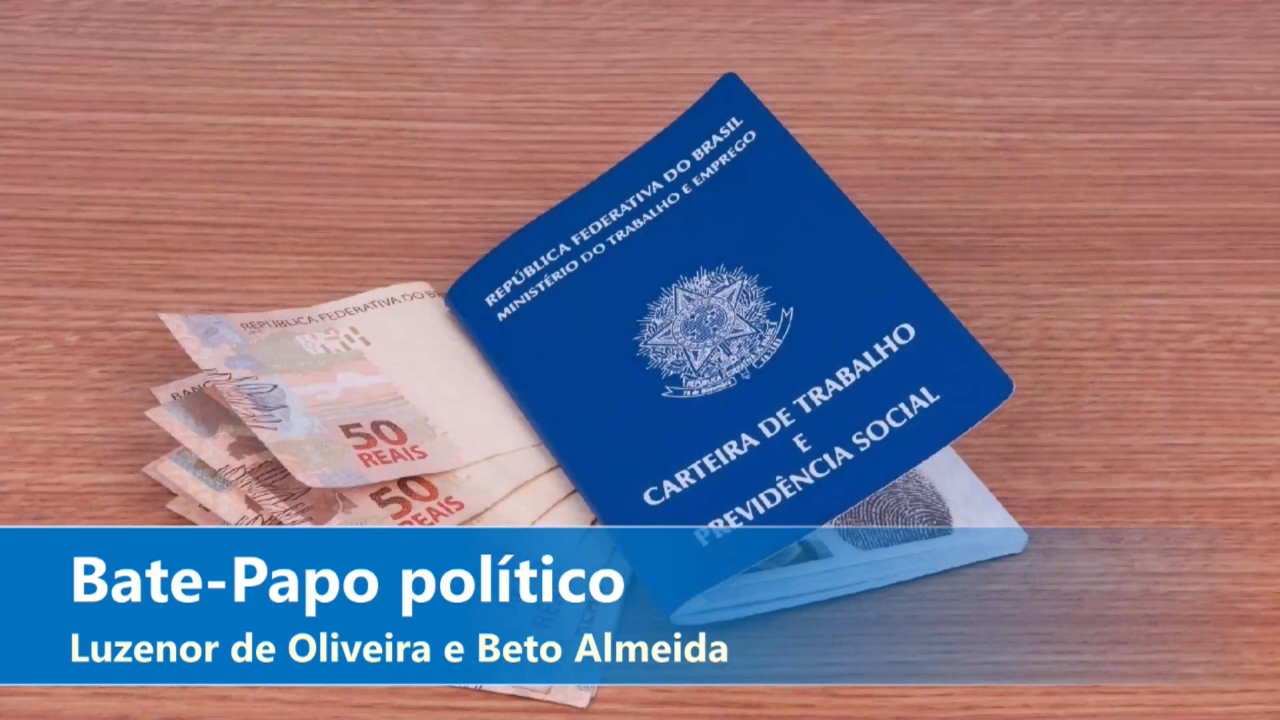 REPÚBLICA FEDERATIVA DO BRASIL
MINISTÉRIO DO TRABALHO E EMPREGO
CARTEIRA DE TRABALHO
E
PREVIDÊNCIA SOCIAL
REPÚBLICA FEDERATIVA DO B
BANC
50
REAIS
50
REAIS
Bate-Papo político
Luzenor de Oliveira e Beto Almeida